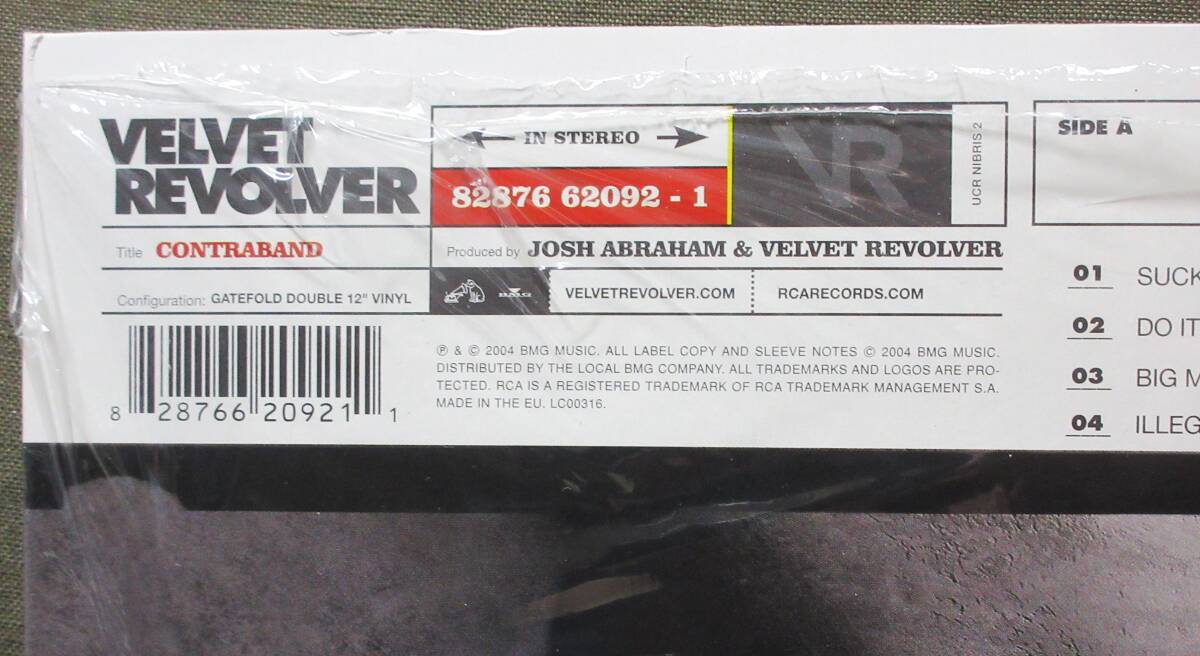 VELVET
REVOLVER
IN STEREO
82876 62092 - 1
VR
UCR NIBRIS 2
Title CONTRABAND
Produced by JOSH ABRAHAM & VELVET REVOLVER
Configuration: GATEFOLD DOUBLE 12" VINYL
BMG
VELVETREVOLVER.COM
RCARECORDS.COM
8 28766 20921 1
℗ & © 2004 BMG MUSIC. ALL LABEL COPY AND SLEEVE NOTES © 2004 BMG MUSIC.
DISTRIBUTED BY THE LOCAL BMG COMPANY. ALL TRADEMARKS AND LOGOS ARE PRO-
TECTED. RCA IS A REGISTERED TRADEMARK OF RCA TRADEMARK MANAGEMENT S.A.
MADE IN THE EU. LC00316.
SIDE A
01 SUCK
02 DO IT
03 BIG M
04 ILLEG